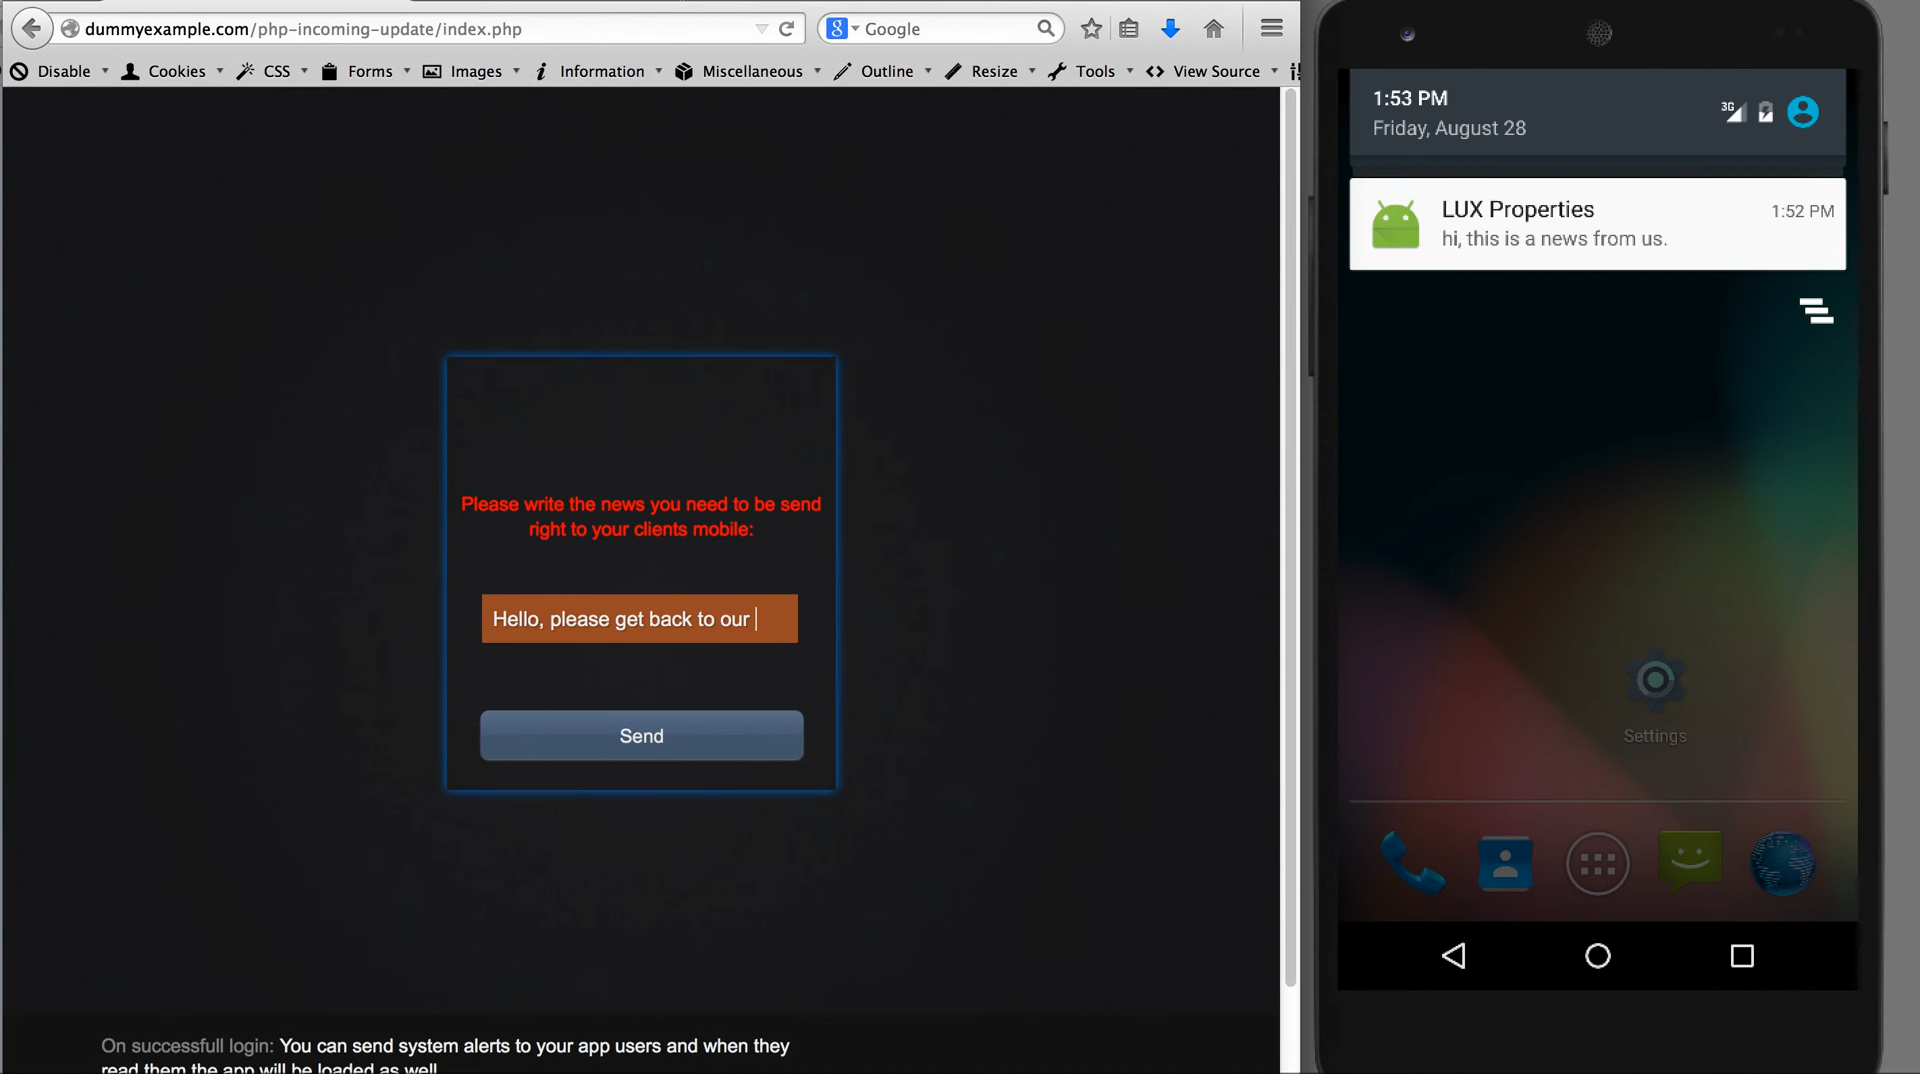 dummyexample.com/php-incoming-update/index.php
Google
Disable Cookies CSS Forms Images Information Miscellaneous Outline Resize Tools View Source
Please write the news you need to be send
right to your clients mobile:
Hello, please get back to our
Send
On successfull login: You can send system alerts to your app users and when they
read them the app will be loaded as well
1:53 PM
Friday, August 28
3G
LUX Properties
1:52 PM
hi, this is a news from us.
Settings